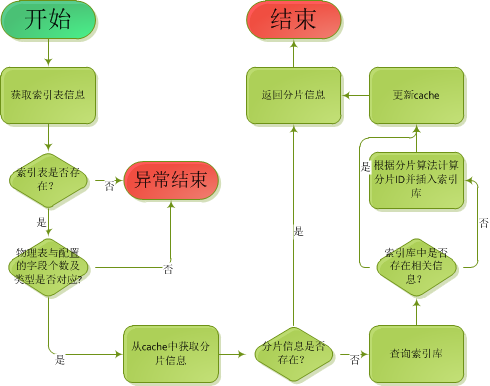 开始
结束
获取索引表信息
返回分片信息
更新cache
索引表是否存
在？
否
异常结束
是
根据分片算法计算
分片ID并插入索引
库
是
否
物理表与配置
的字段个数及
类型是否对应?
否
是
索引库中是否
存在相关信
息？
是
从cache中获取分
片信息
分片信息是否
存在？
否
查询索引库